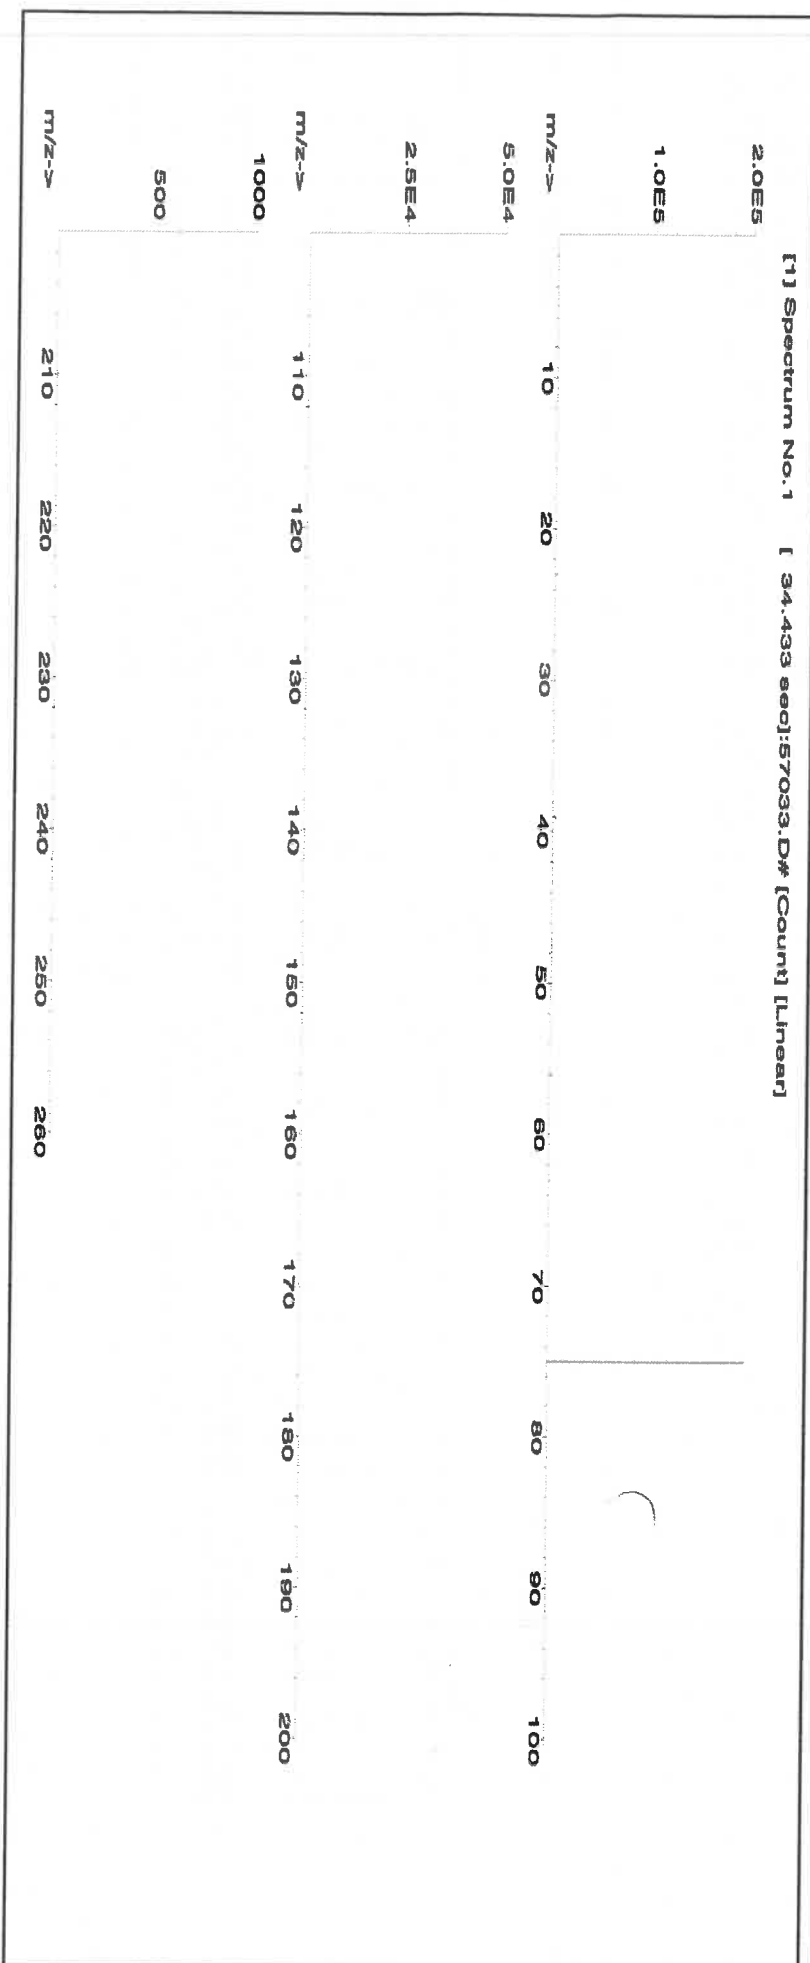 [1] Spectrum No.1 [ 34.433 sec]:57033.D# [Count] [Linear]
2.0E5
1.0E5
m/z-> 10 20 30 40 50 60 70 80 90 100
5.0E4
2.5E4
m/z-> 110 120 130 140 150 160 170 180 190 200
1000
500
m/z-> 210 220 230 240 250 260